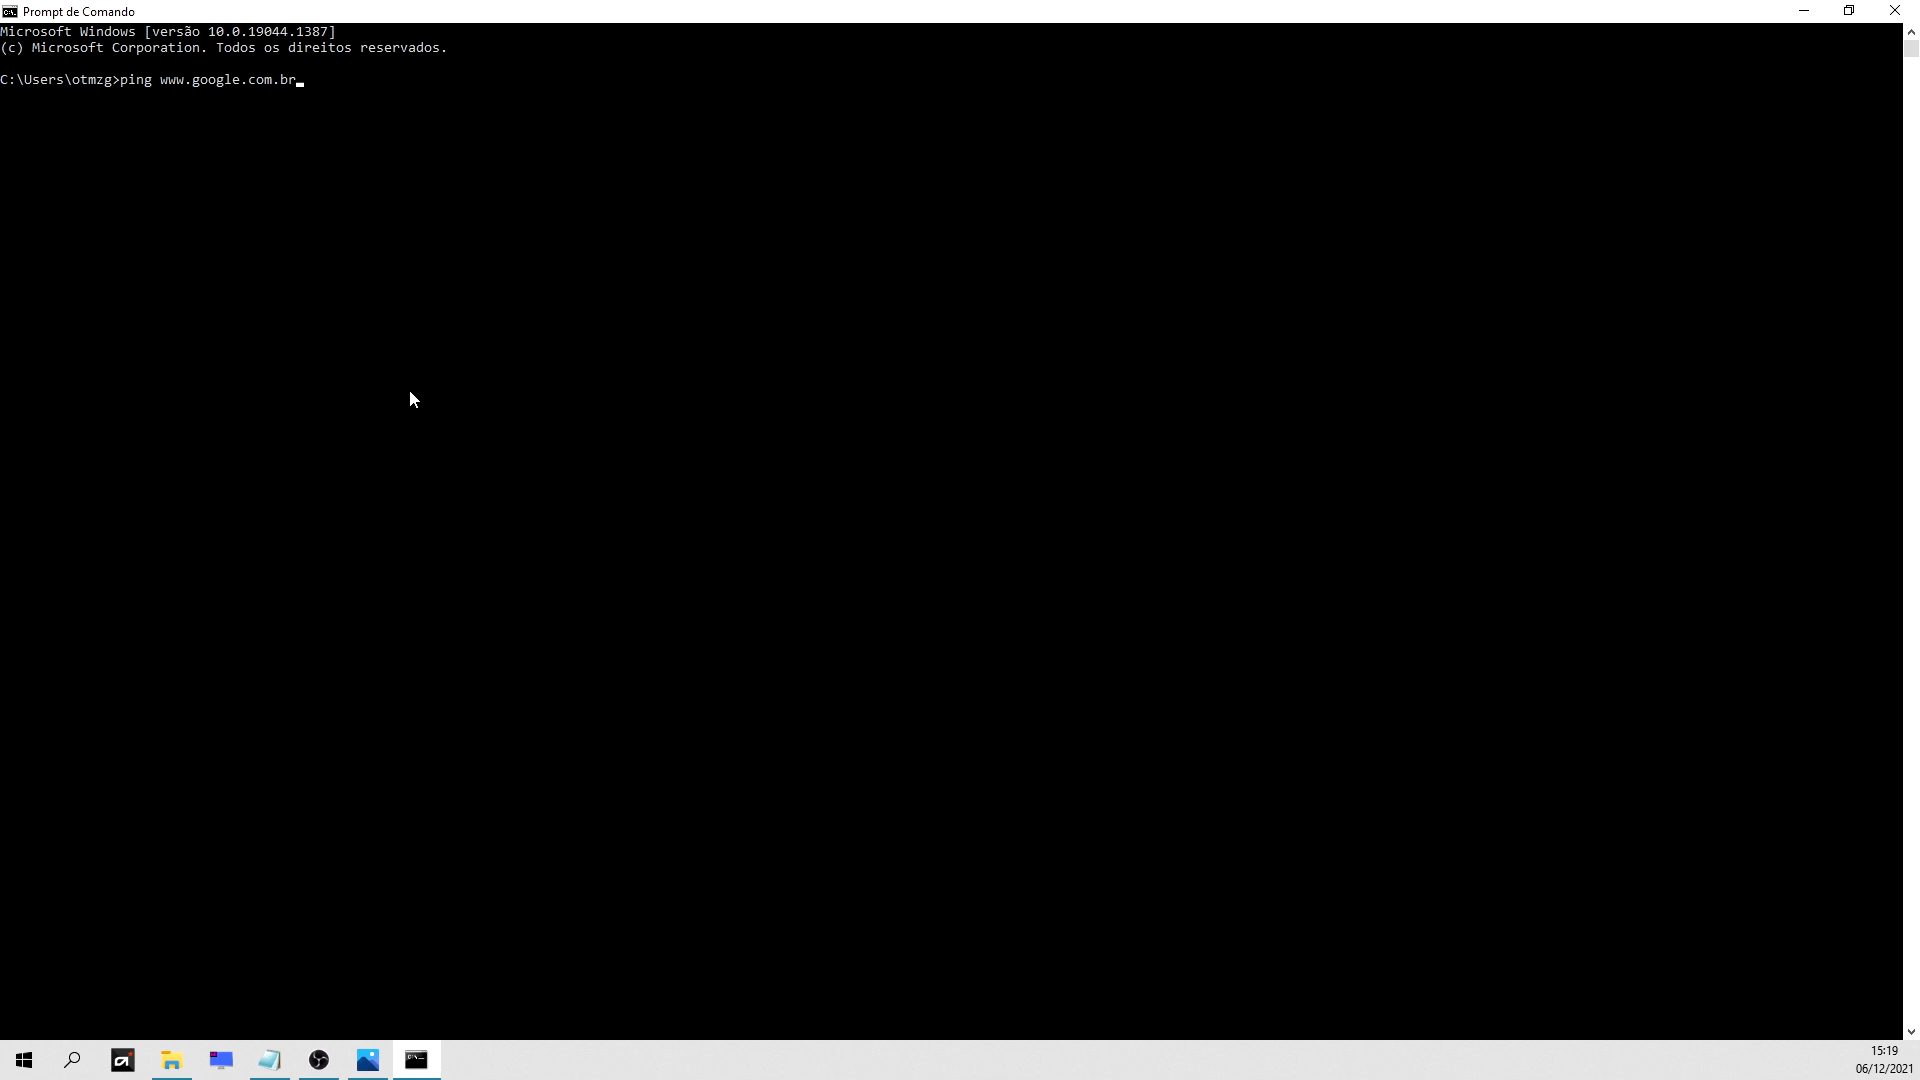 Prompt de Comando
Microsoft Windows [versão 10.0.19044.1387]
(c) Microsoft Corporation. Todos os direitos reservados.
C:\Users\otmzg>ping www.google.com.br
15:19
06/12/2021